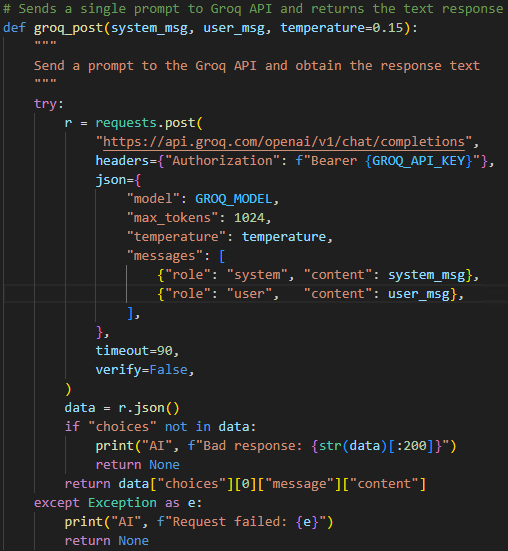 # Sends a single prompt to Groq API and returns the text response
def groq_post(system_msg, user_msg, temperature=0.15):
    """
    Send a prompt to the Groq API and obtain the response text
    """
    try:
        r = requests.post(
            "https://api.groq.com/openai/v1/chat/completions",
            headers={"Authorization": f"Bearer {GROQ_API_KEY}"},
            json={
                "model": GROQ_MODEL,
                "max_tokens": 1024,
                "temperature": temperature,
                "messages": [
                    {"role": "system", "content": system_msg},
                    {"role": "user",   "content": user_msg},
                ],
            },
            timeout=90,
            verify=False,
        )
        data = r.json()
        if "choices" not in data:
            print("AI", f"Bad response: {str(data)[:200]}")
            return None
        return data["choices"][0]["message"]["content"]
    except Exception as e:
        print("AI", f"Request failed: {e}")
        return None